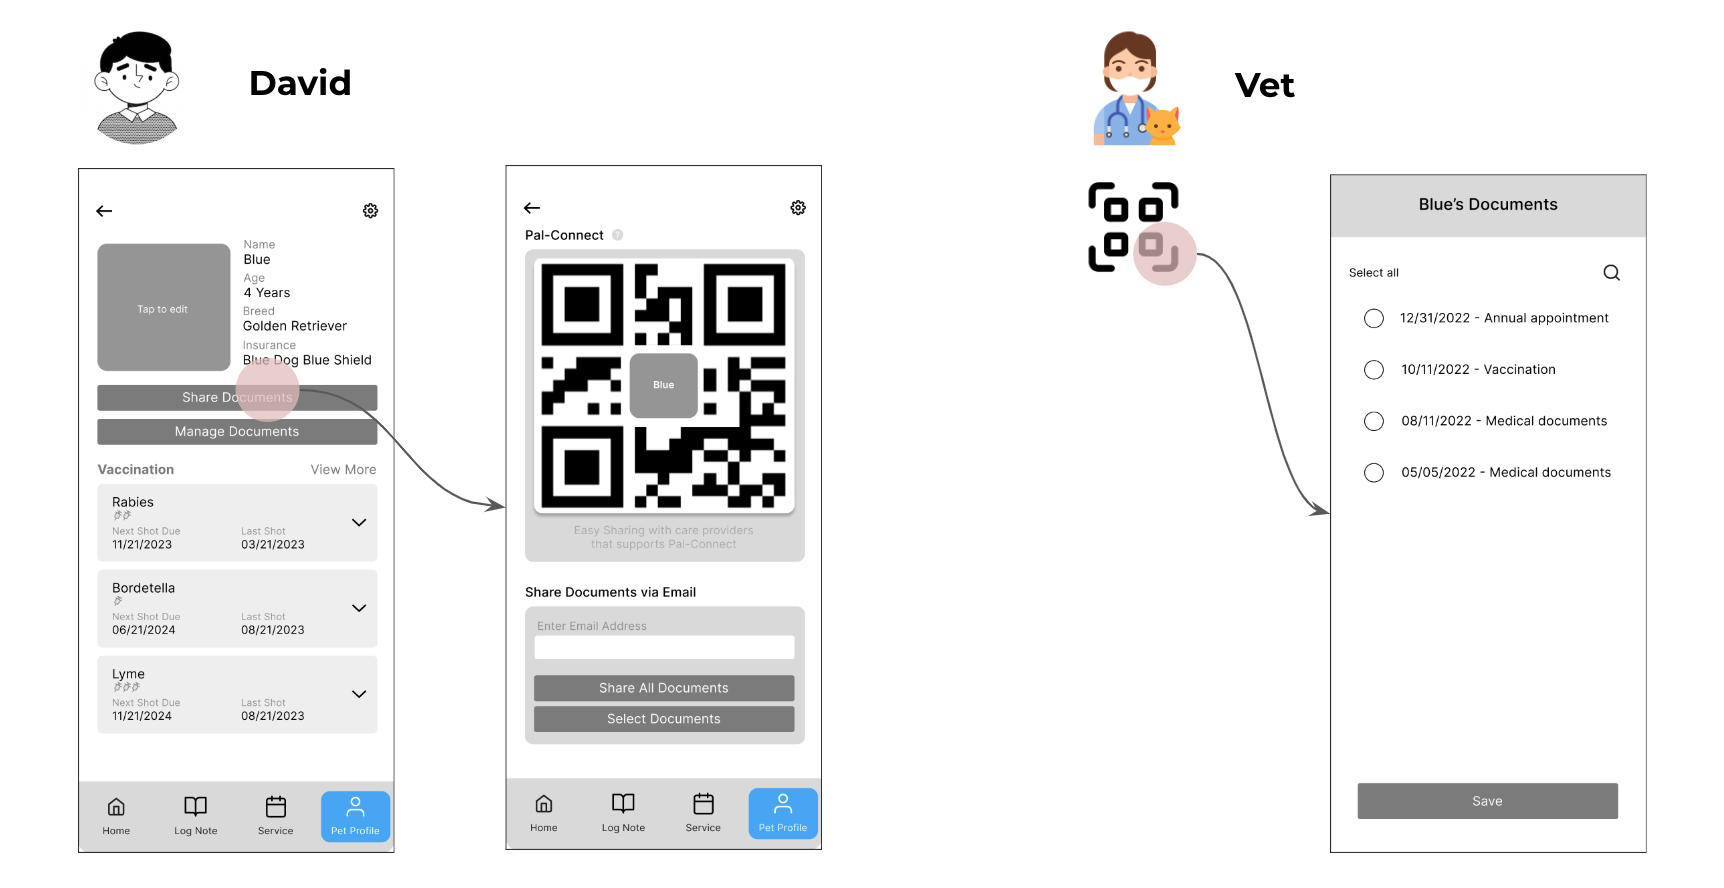 David
Vet
Name
Blue
Age
4 Years
Breed
Golden Retriever
Insurance
Blue Dog Blue Shield
Tap to edit
Share Documents
Manage Documents
Vaccination
View More
Rabies
Next Shot Due
Last Shot
11/21/2023
03/21/2023
Bordetella
Next Shot Due
Last Shot
06/21/2024
08/21/2023
Lyme
Next Shot Due
Last Shot
11/21/2024
08/21/2023
Home
Log Note
Service
Pet Profile
Pal-Connect ?
Blue
Easy Sharing with care providers
that supports Pal-Connect
Share Documents via Email
Enter Email Address
Share All Documents
Select Documents
Home
Log Note
Service
Pet Profile
Blue's Documents
Select all
12/31/2022 - Annual appointment
10/11/2022 - Vaccination
08/11/2022 - Medical documents
05/05/2022 - Medical documents
Save